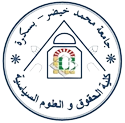 جامعة محمد خيضر - بسكرة
كلية الحقوق و العلوم السياسية